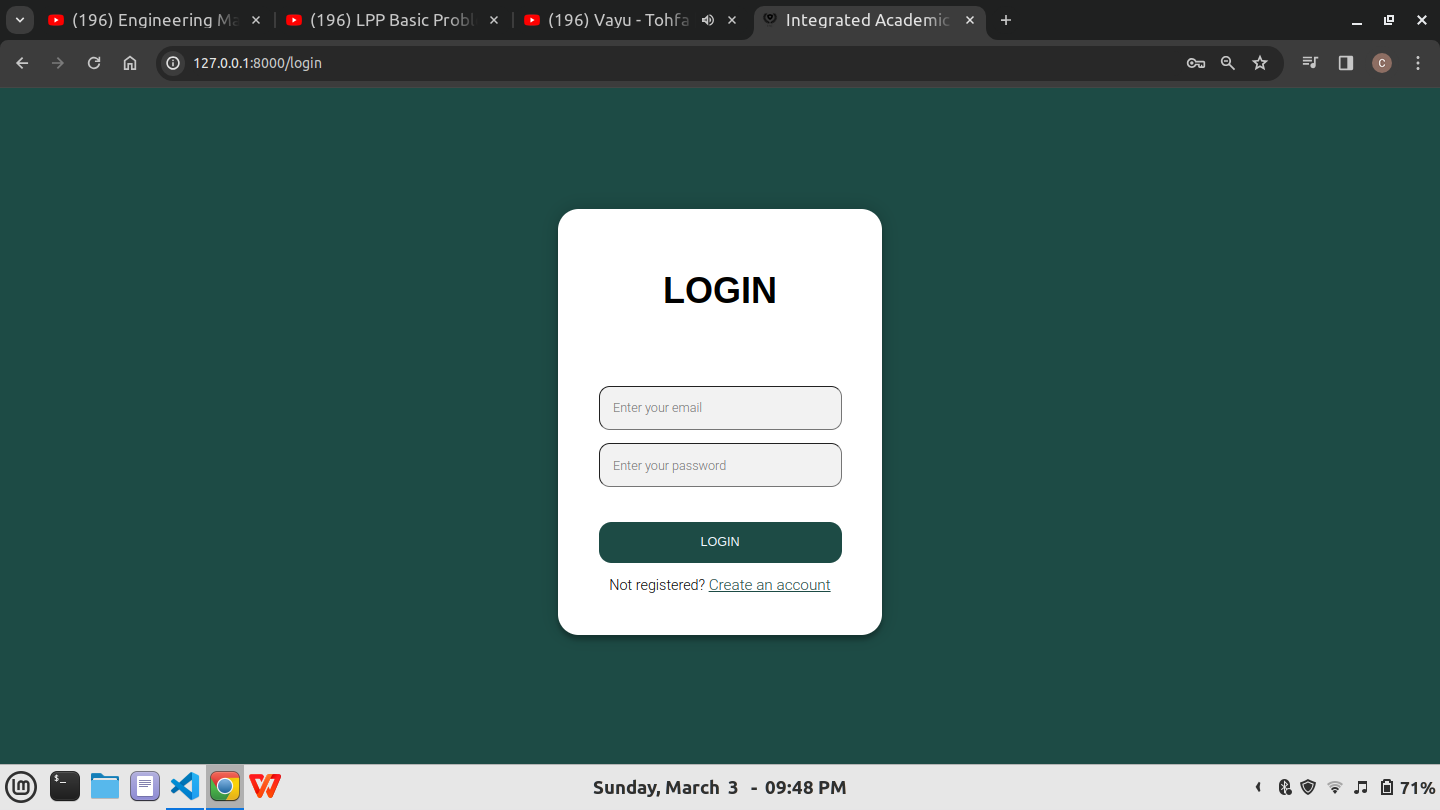 (196) Engineering Ma
(196) LPP Basic Probl
(196) Vayu - Tohfa
Integrated Academic
127.0.0.1:8000/login
C
LOGIN
Enter your email
Enter your password
LOGIN
Not registered? Create an account
$_
lm
Sunday, March 3 - 09:48 PM
71%